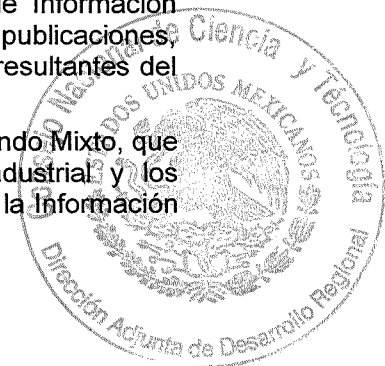 de Información
publicaciones,
resultantes del
ndo Mixto, que
dustrial y los
la Información
Consejo Nacional de Ciencia y Tecnología
ESTADOS UNIDOS MEXICANOS
Dirección Adjunta de Desarrollo Regional